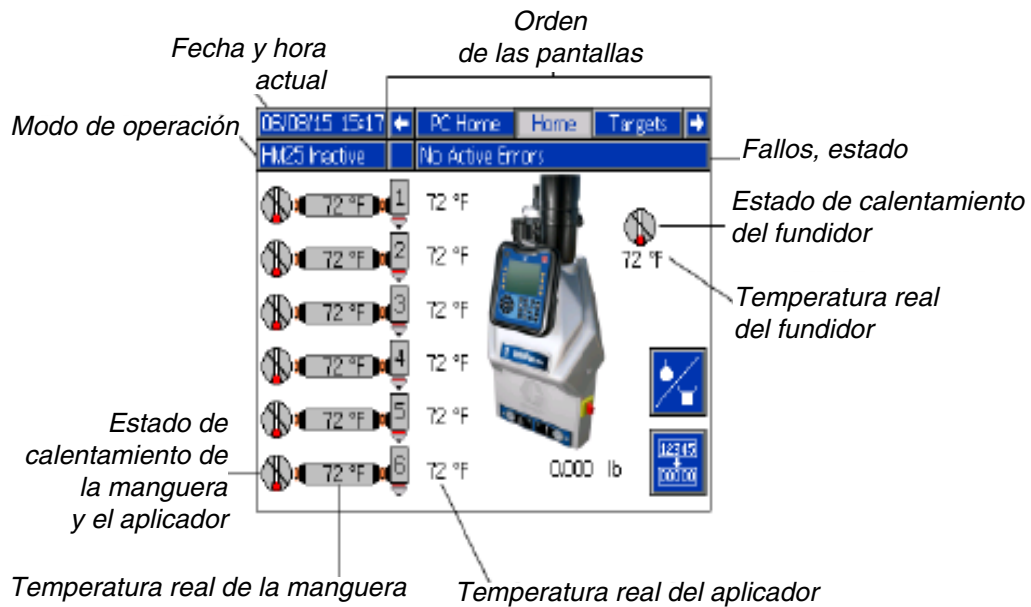 Orden
de las pantallas
Fecha y hora
actual
Modo de operación
06/08/15 15:17 PC Home Home Targets
HM25 Inactive No Active Errors
Fallos, estado
Estado de calentamiento
del fundidor
72 °F
Temperatura real
del fundidor
72 °F 1 72 °F
72 °F 2 72 °F
72 °F 3 72 °F
72 °F 4 72 °F
72 °F 5 72 °F
72 °F 6 72 °F
0.000 lb
12345
00000
Estado de
calentamiento de
la manguera
y el aplicador
Temperatura real de la manguera
Temperatura real del aplicador